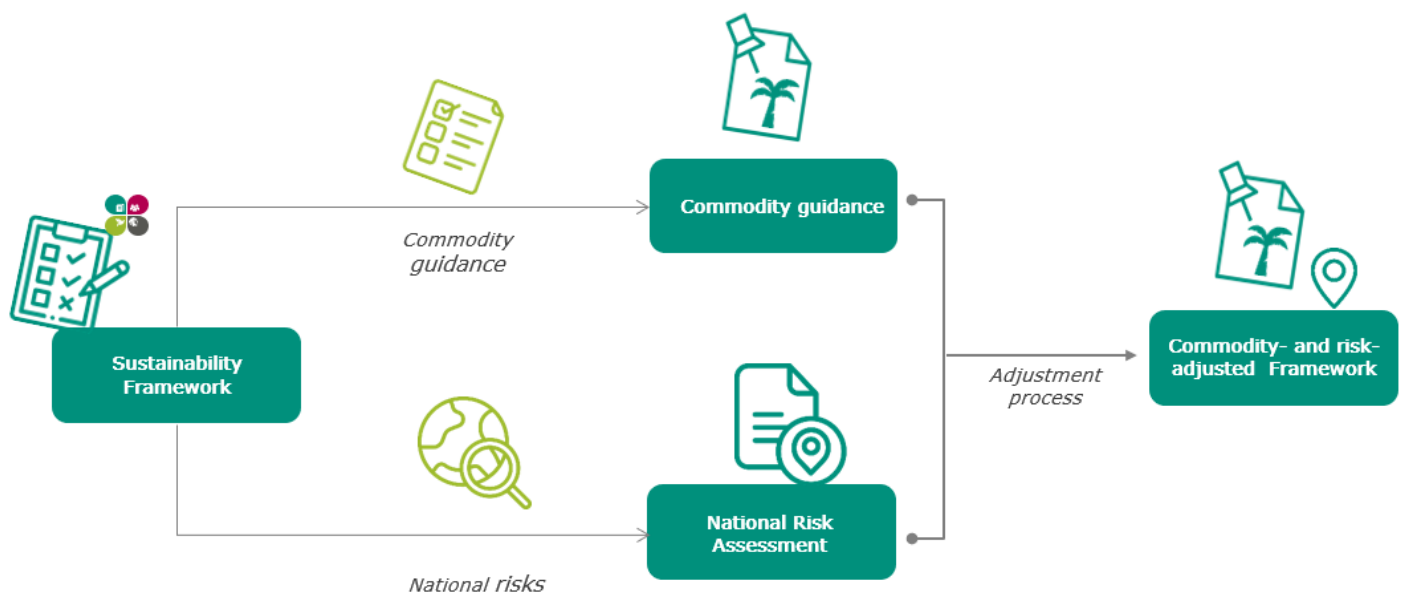 Commodity guidance
Commodity
guidance
Sustainability
Framework
Commodity- and risk-
adjusted Framework
Adjustment
process
National Risk
Assessment
National risks